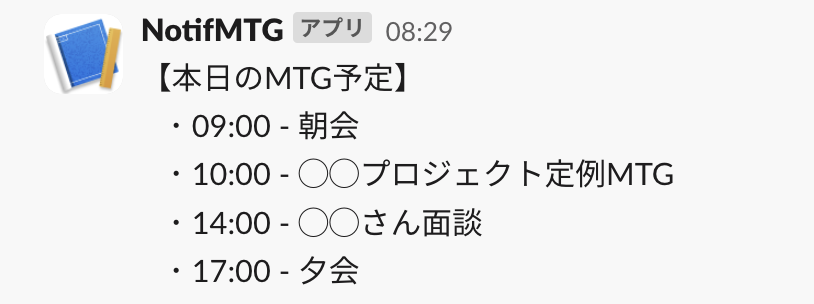 NotifMTG アプリ 08:29
【本日のMTG予定】
・09:00 - 朝会
・10:00 - ◯◯プロジェクト定例MTG
・14:00 - ◯◯さん面談
・17:00 - 夕会